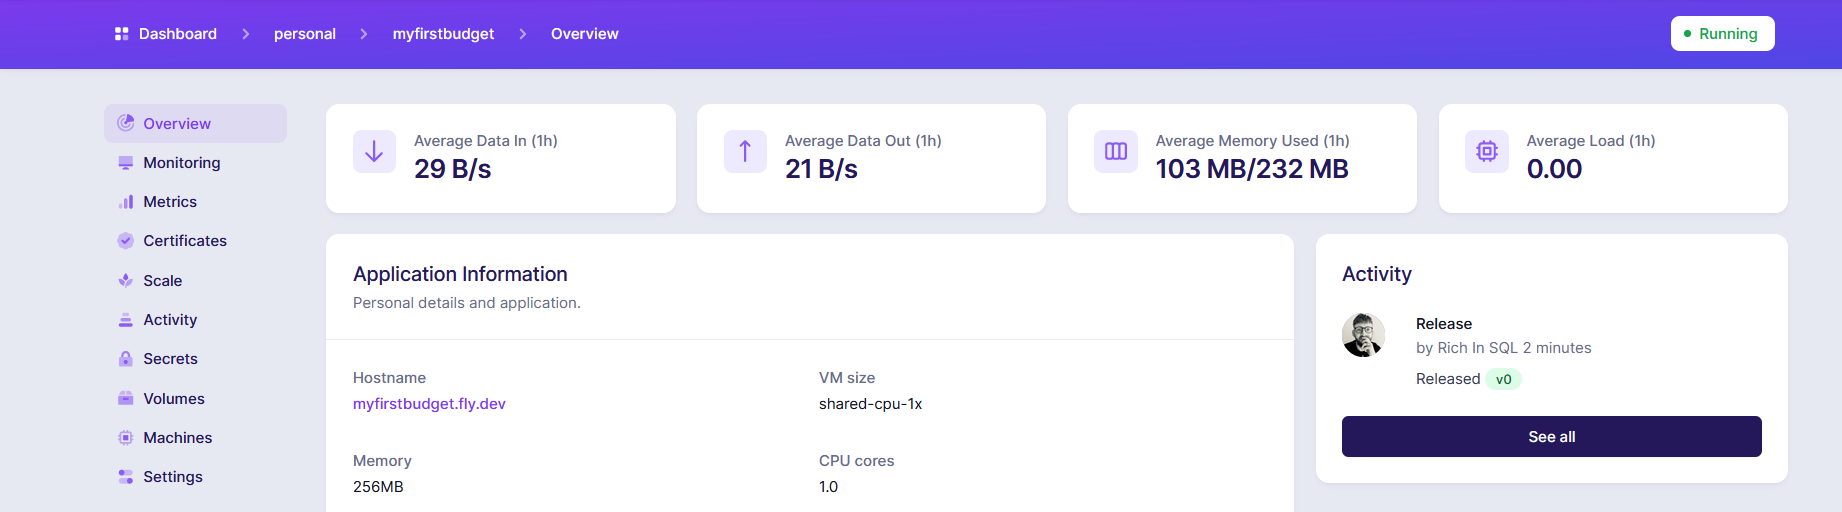 Dashboard > personal > myfirstbudget > Overview
Running
Overview
Monitoring
Metrics
Certificates
Scale
Activity
Secrets
Volumes
Machines
Settings
Average Data In (1h)
29 B/s
Average Data Out (1h)
21 B/s
Average Memory Used (1h)
103 MB/232 MB
Average Load (1h)
0.00
Application Information
Personal details and application.
Hostname
myfirstbudget.fly.dev
VM size
shared-cpu-1x
Memory
256MB
CPU cores
1.0
Activity
Release
by Rich In SQL 2 minutes
Released v0
See all